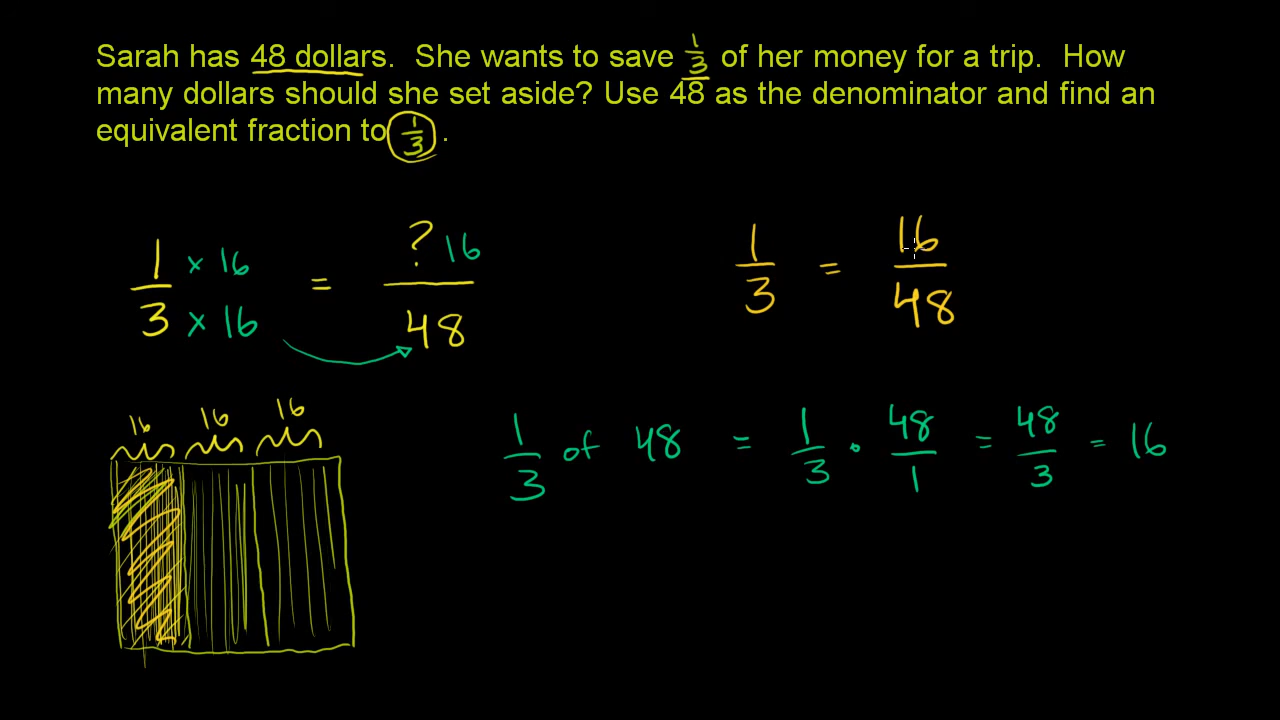 Sarah has 48 dollars. She wants to save 1/3 of her money for a trip. How
many dollars should she set aside? Use 48 as the denominator and find an
equivalent fraction to 1/3.
1/3 × 16 × 16 = ? 16/48
1/3 = 16/48
16 16 16
1/3 of 48 = 1/3 · 48/1 = 48/3 = 16